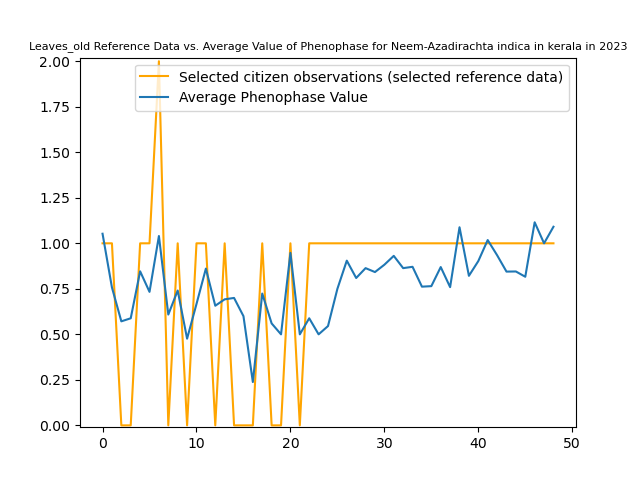 Leaves_old Reference Data vs. Average Value of Phenophase for Neem-Azadirachta indica in kerala in 2023
2.00
Selected citizen observations (selected reference data)
Average Phenophase Value
1.75
1.50
1.25
1.00
0.75
0.50
0.25
0.00
0 10 20 30 40 50